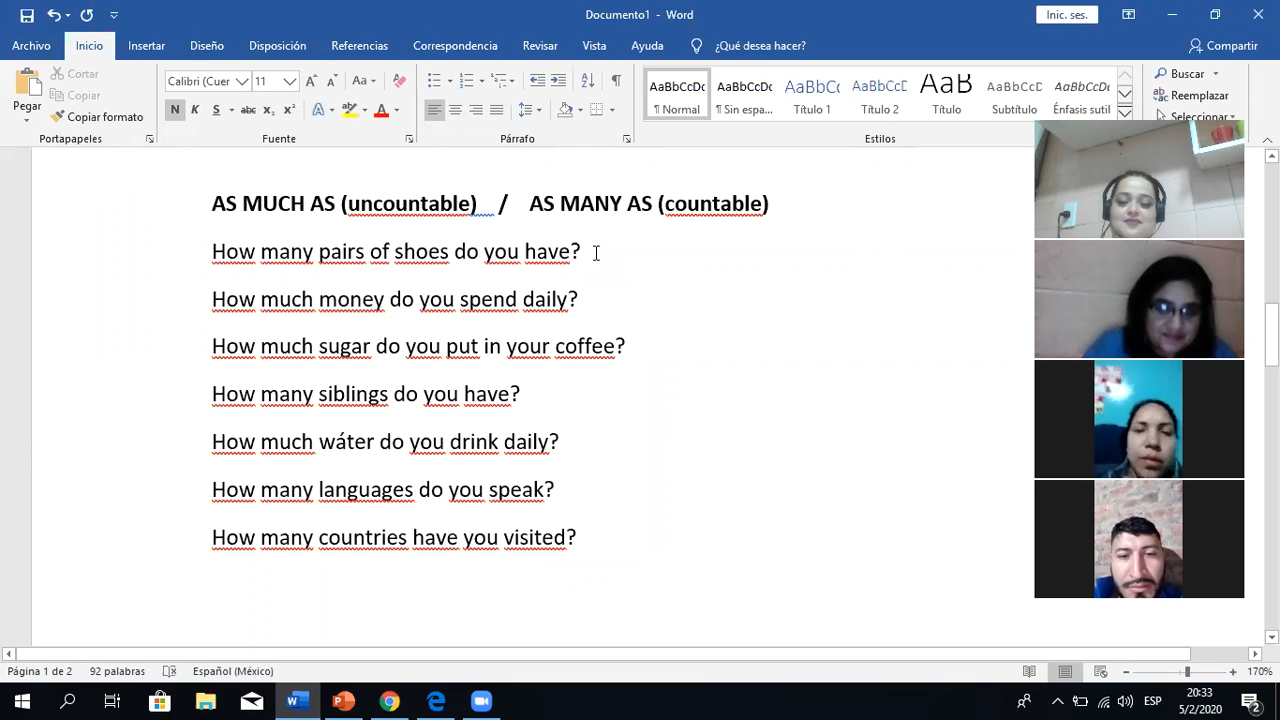 Documento1 - Word
Inic. ses.
Archivo Inicio Insertar Diseño Disposición Referencias Correspondencia Revisar Vista Ayuda ¿Qué desea hacer? Compartir
Pegar
Cortar
Copiar
Copiar formato
Portapapeles
Calibri (Cuer 11
N K S abc x₂ x²
Fuente
Párrafo
AaBbCcDc AaBbCcDc AaBbCc AaBbCcD AaB AaBbCcD AaBbCcDc
¶ Normal ¶ Sin espa... Título 1 Título 2 Título Subtítulo Énfasis sutil
Estilos
Buscar
Reemplazar
Seleccionar
AS MUCH AS (uncountable) / AS MANY AS (countable)
How many pairs of shoes do you have?
How much money do you spend daily?
How much sugar do you put in your coffee?
How many siblings do you have?
How much wáter do you drink daily?
How many languages do you speak?
How many countries have you visited?
Página 1 de 2 92 palabras Español (México) 170%
ESP
20:33
5/2/2020
2